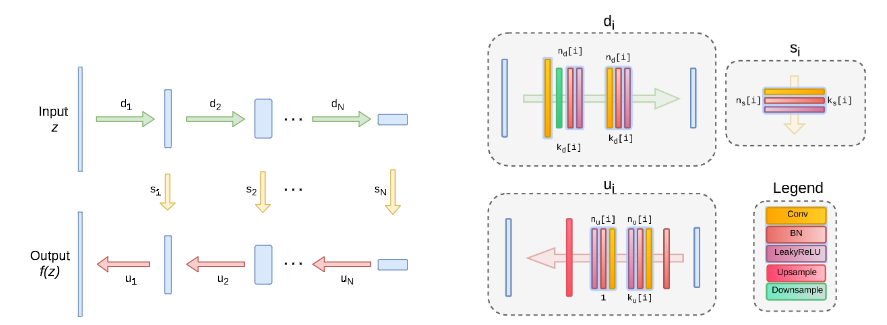 Input
z
d1
d2
...
dN
s1
s2
...
sN
Output
f(z)
u1
u2
...
uN
di
nd[i]
nd[i]
kd[i]
kd[i]
si
ns[i]
ks[i]
ui
nu[i]
nu[i]
1
ku[i]
Legend
Conv
BN
LeakyReLU
Upsample
Downsample